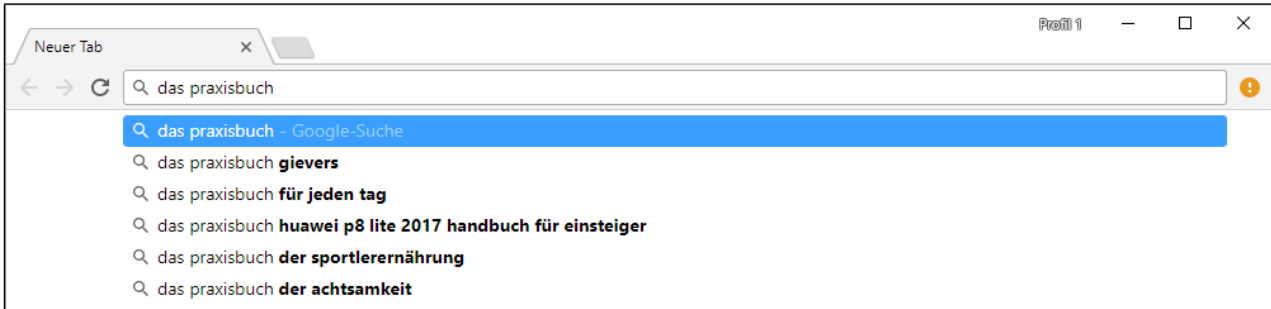 Profil 1
Neuer Tab
das praxisbuch
das praxisbuch - Google-Suche
das praxisbuch gievers
das praxisbuch für jeden tag
das praxisbuch huawei p8 lite 2017 handbuch für einsteiger
das praxisbuch der sportlerernährung
das praxisbuch der achtsamkeit